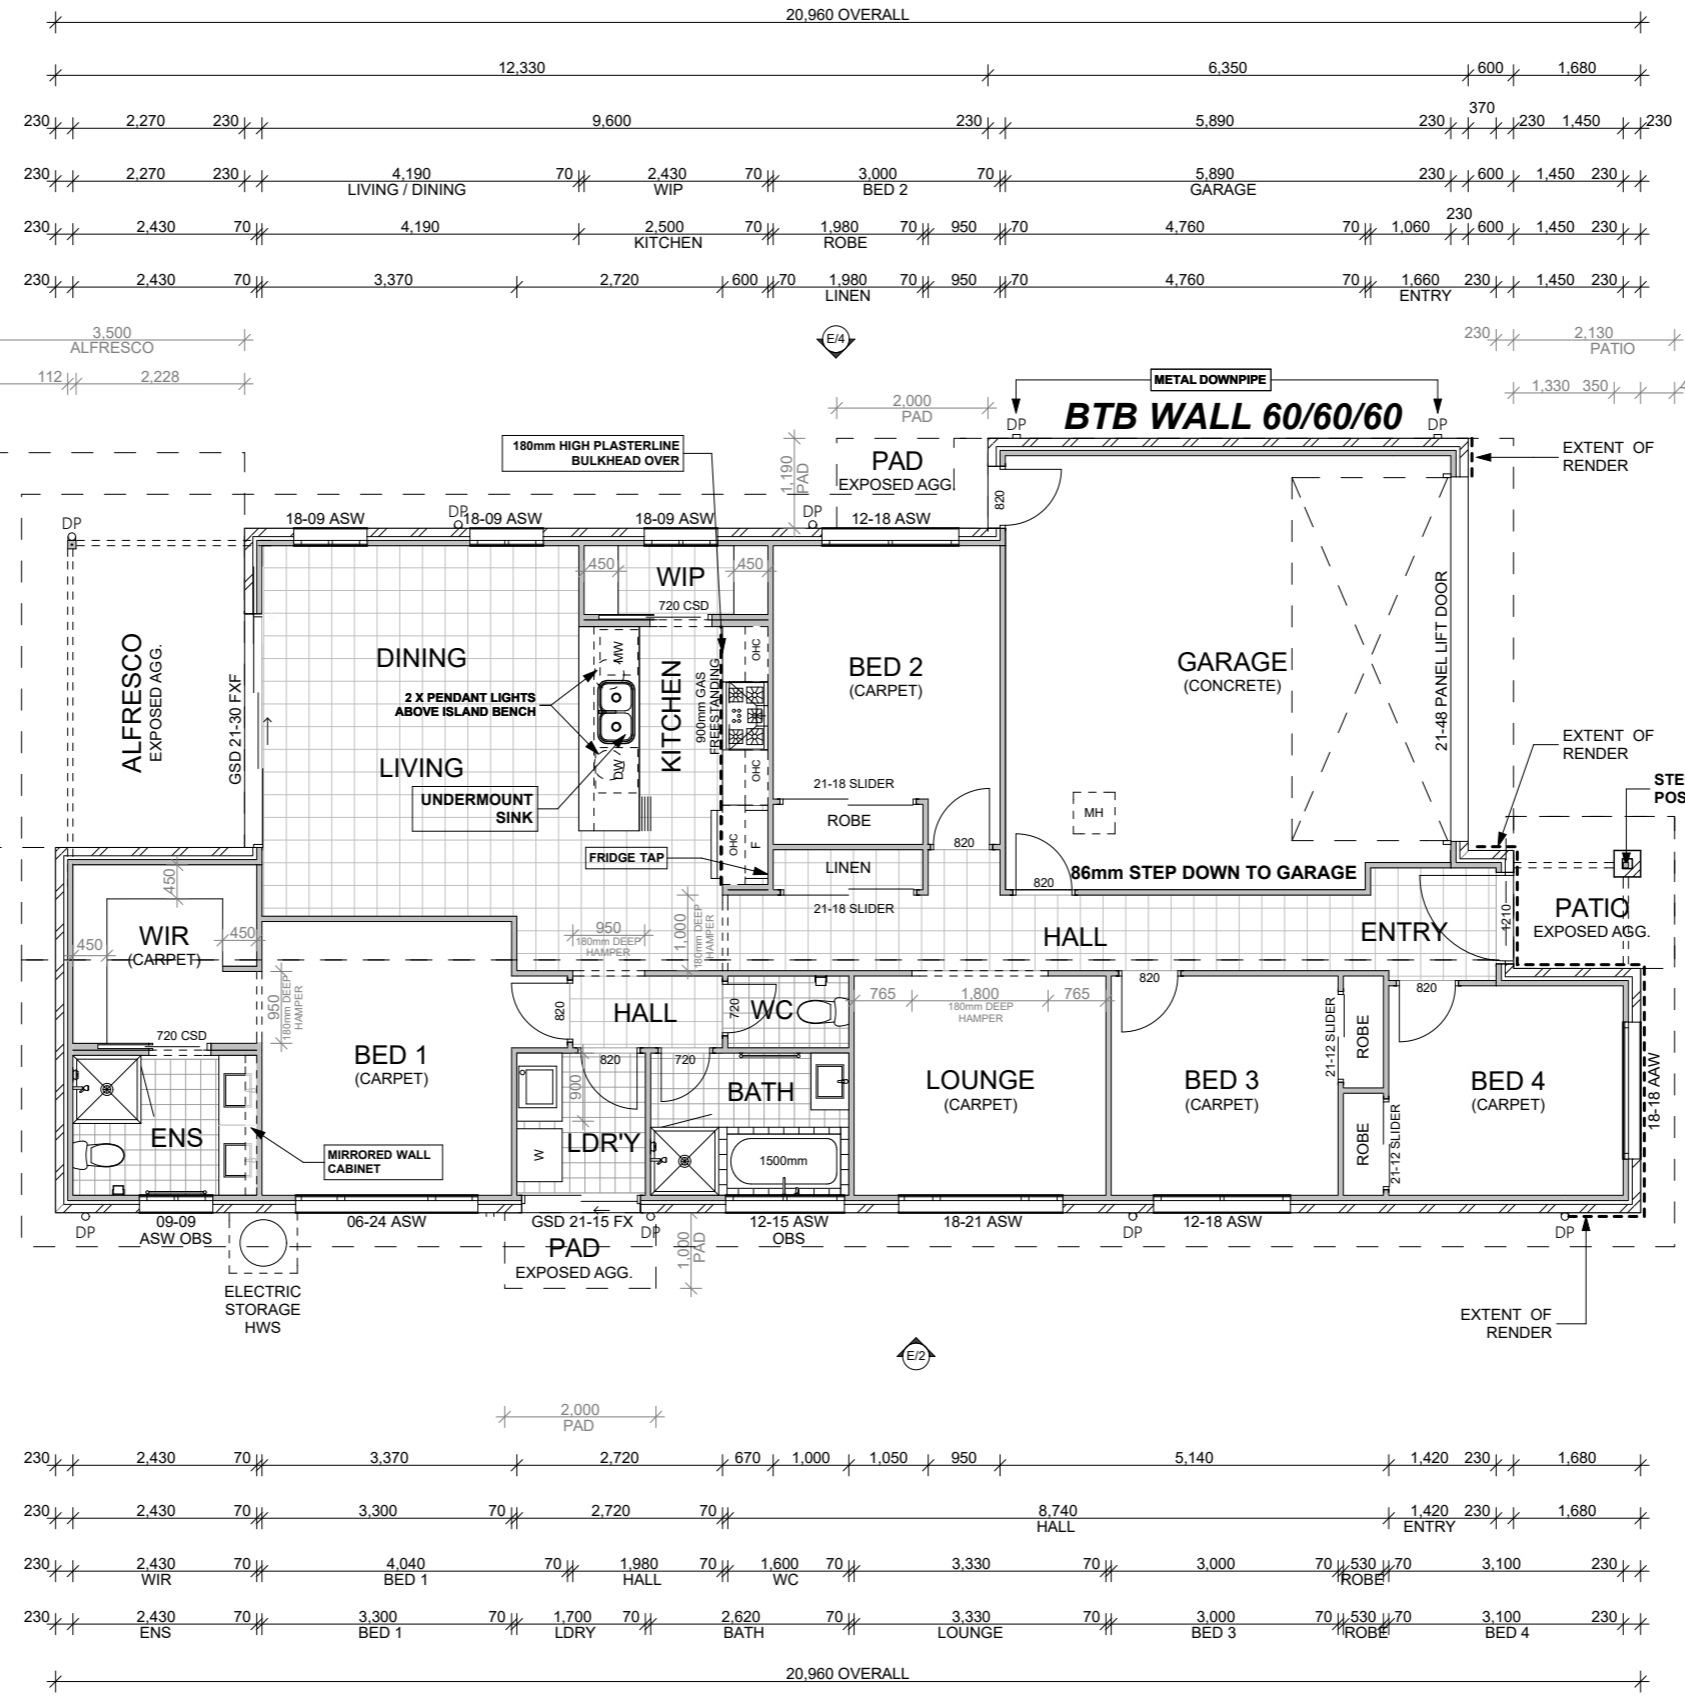 20,960 OVERALL
12,330 6,350 600 1,680
370
230 2,270 230 9,600 230 5,890 230 230 1,450 230
230 2,270 230 4,190 70 2,430 70 3,000 70 5,890 230 600 1,450 230
LIVING / DINING WIP BED 2 GARAGE
230
230 2,430 70 4,190 2,500 70 1,980 70 950 70 4,760 70 1,060 600 1,450 230
KITCHEN ROBE
230 2,430 70 3,370 2,720 600 70 1,980 70 950 70 4,760 70 1,660 230 1,450 230
LINEN ENTRY
3,500
ALFRESCO
E/4
230 2,130
PATIO
112 2,228
METAL DOWNPIPE
1,330 350
2,000
PAD
DP
BTB WALL 60/60/60
DP
180mm HIGH PLASTERLINE
BULKHEAD OVER
1,190
PAD
PAD
EXPOSED AGG.
EXTENT OF
RENDER
820
DP
18-09 ASW
DP
18-09 ASW
18-09 ASW
DP
12-18 ASW
450
WIP
450
720 CSD
ALFRESCO
EXPOSED AGG.
GSD 21-30 FXF
DINING
2 X PENDANT LIGHTS
ABOVE ISLAND BENCH
LIVING
UNDERMOUNT
SINK
MW
DW
KITCHEN
900mm GAS
FREESTANDING
OHC
OHC
OHC
F
FRIDGE TAP
BED 2
(CARPET)
21-18 SLIDER
ROBE
820
LINEN
21-18 SLIDER
GARAGE
(CONCRETE)
21-48 PANEL LIFT DOOR
MH
820
86mm STEP DOWN TO GARAGE
EXTENT OF
RENDER
STE
POS
PATIO
EXPOSED AGG.
1210
ENTRY
HALL
450
450
WIR
(CARPET)
450
950
180mm DEEP
HAMPER
950
180mm DEEP
HAMPER
1,000
180mm DEEP
HAMPER
720 CSD
ENS
MIRRORED WALL
CABINET
BED 1
(CARPET)
820
HALL
720
WC
820
720
900
W
LDR'Y
BATH
1500mm
765 1,800 765
180mm DEEP
HAMPER
LOUNGE
(CARPET)
820
BED 3
(CARPET)
21-12 SLIDER
ROBE
ROBE
21-12 SLIDER
820
BED 4
(CARPET)
18-18 AAW
DP
09-09
ASW OBS
06-24 ASW
GSD 21-15 FX
DP
12-15 ASW
OBS
18-21 ASW
DP
12-18 ASW
DP
PAD
EXPOSED AGG.
1,000
PAD
ELECTRIC
STORAGE
HWS
EXTENT OF
RENDER
E/2
2,000
PAD
230 2,430 70 3,370 2,720 670 1,000 1,050 950 5,140 1,420 230 1,680
230 2,430 70 3,300 70 2,720 70 8,740 1,420 230 1,680
HALL ENTRY
230 2,430 70 4,040 70 1,980 70 1,600 70 3,330 70 3,000 70 530 70 3,100 230
WIR BED 1 HALL WC ROBE
230 2,430 70 3,300 70 1,700 70 2,620 70 3,330 70 3,000 70 530 70 3,100 230
ENS BED 1 LDRY BATH LOUNGE BED 3 ROBE BED 4
20,960 OVERALL